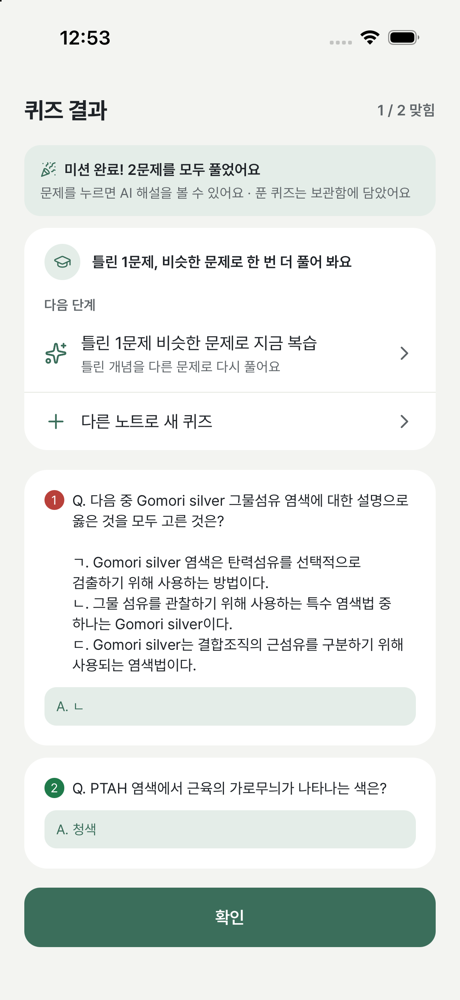 12:53
퀴즈 결과
1 / 2 맞힘
미션 완료! 2문제를 모두 풀었어요
문제를 누르면 AI 해설을 볼 수 있어요 · 푼 퀴즈는 보관함에 담았어요
틀린 1문제, 비슷한 문제로 한 번 더 풀어 봐요
다음 단계
틀린 1문제 비슷한 문제로 지금 복습
틀린 개념을 다른 문제로 다시 풀어요
다른 노트로 새 퀴즈
1 Q. 다음 중 Gomori silver 그물섬유 염색에 대한 설명으로
옳은 것을 모두 고른 것은?
ㄱ. Gomori silver 염색은 탄력섬유를 선택적으로
검출하기 위해 사용하는 방법이다.
ㄴ. 그물 섬유를 관찰하기 위해 사용하는 특수 염색법 중
하나는 Gomori silver이다.
ㄷ. Gomori silver는 결합조직의 근섬유를 구분하기 위해
사용되는 염색법이다.
A. ㄴ
2 Q. PTAH 염색에서 근육의 가로무늬가 나타나는 색은?
A. 청색
확인